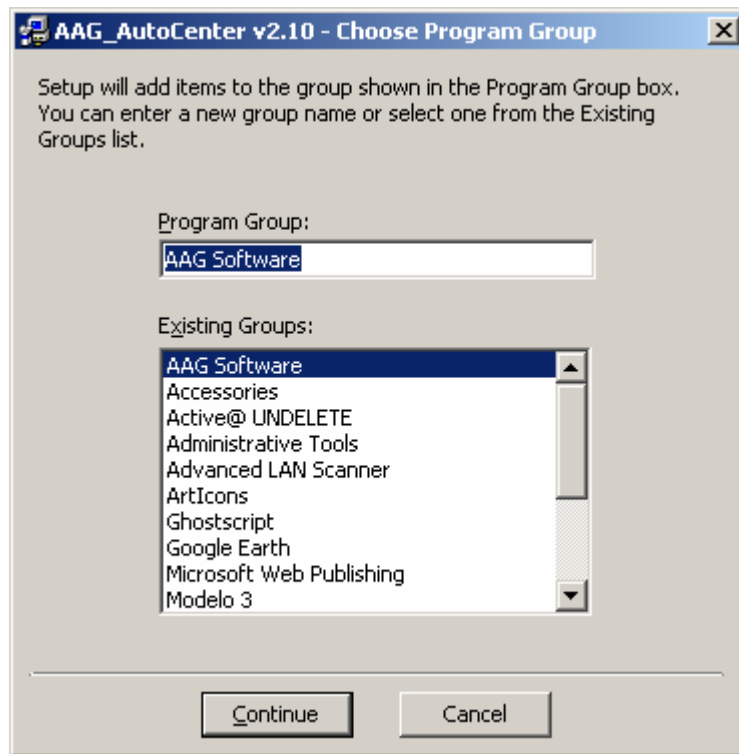 AAG_AutoCenter v2.10 - Choose Program Group
Setup will add items to the group shown in the Program Group box.
You can enter a new group name or select one from the Existing
Groups list.
Program Group:
AAG Software
Existing Groups:
AAG Software
Accessories
Active@ UNDELETE
Administrative Tools
Advanced LAN Scanner
ArtIcons
Ghostscript
Google Earth
Microsoft Web Publishing
Modelo 3
Continue
Cancel